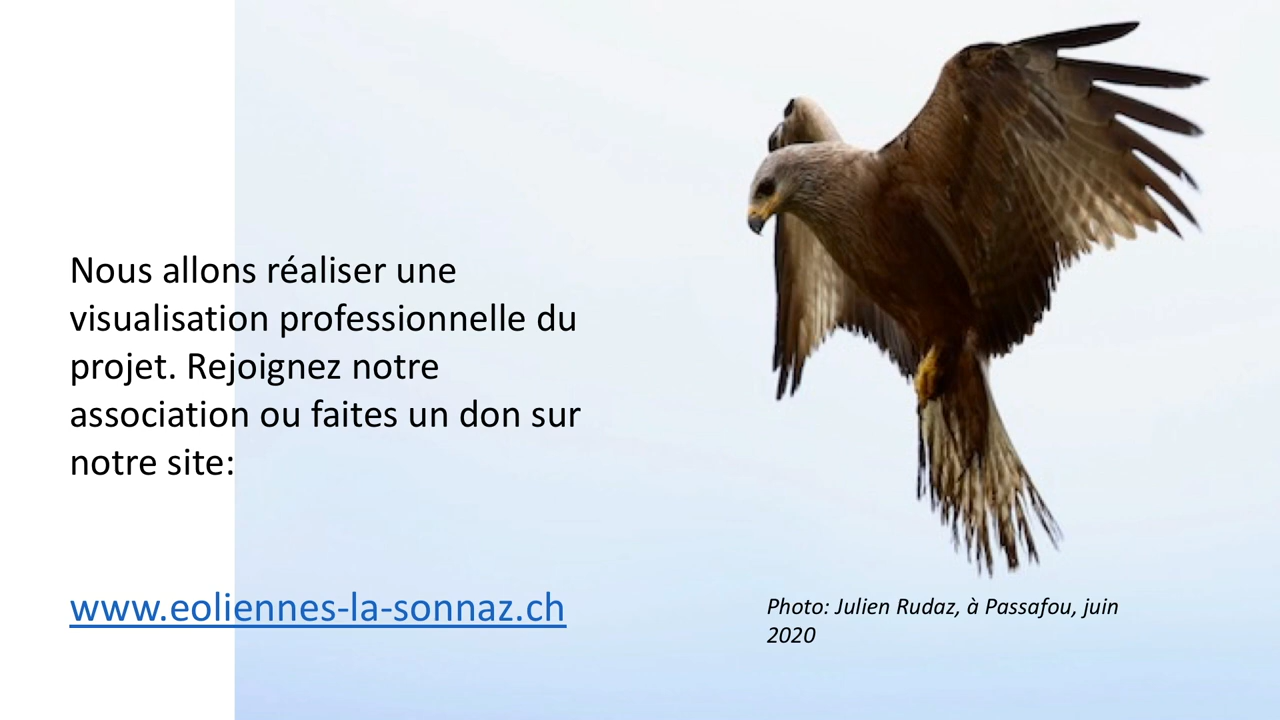 Nous allons réaliser une
visualisation professionnelle du
projet. Rejoignez notre
association ou faites un don sur
notre site:
www.eoliennes-la-sonnaz.ch
Photo: Julien Rudaz, à Passafou, juin
2020